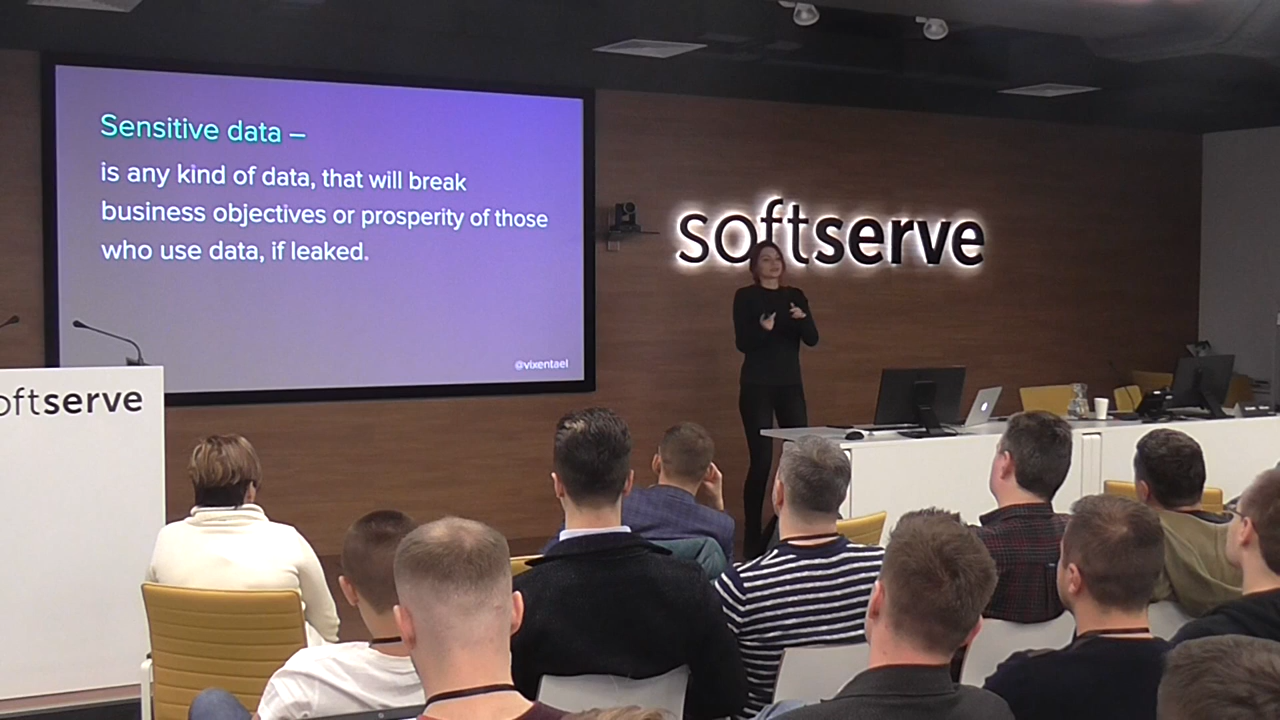 Sensitive data –
is any kind of data, that will break
business objectives or prosperity of those
who use data, if leaked.
@vixentael
softserve
oftserve